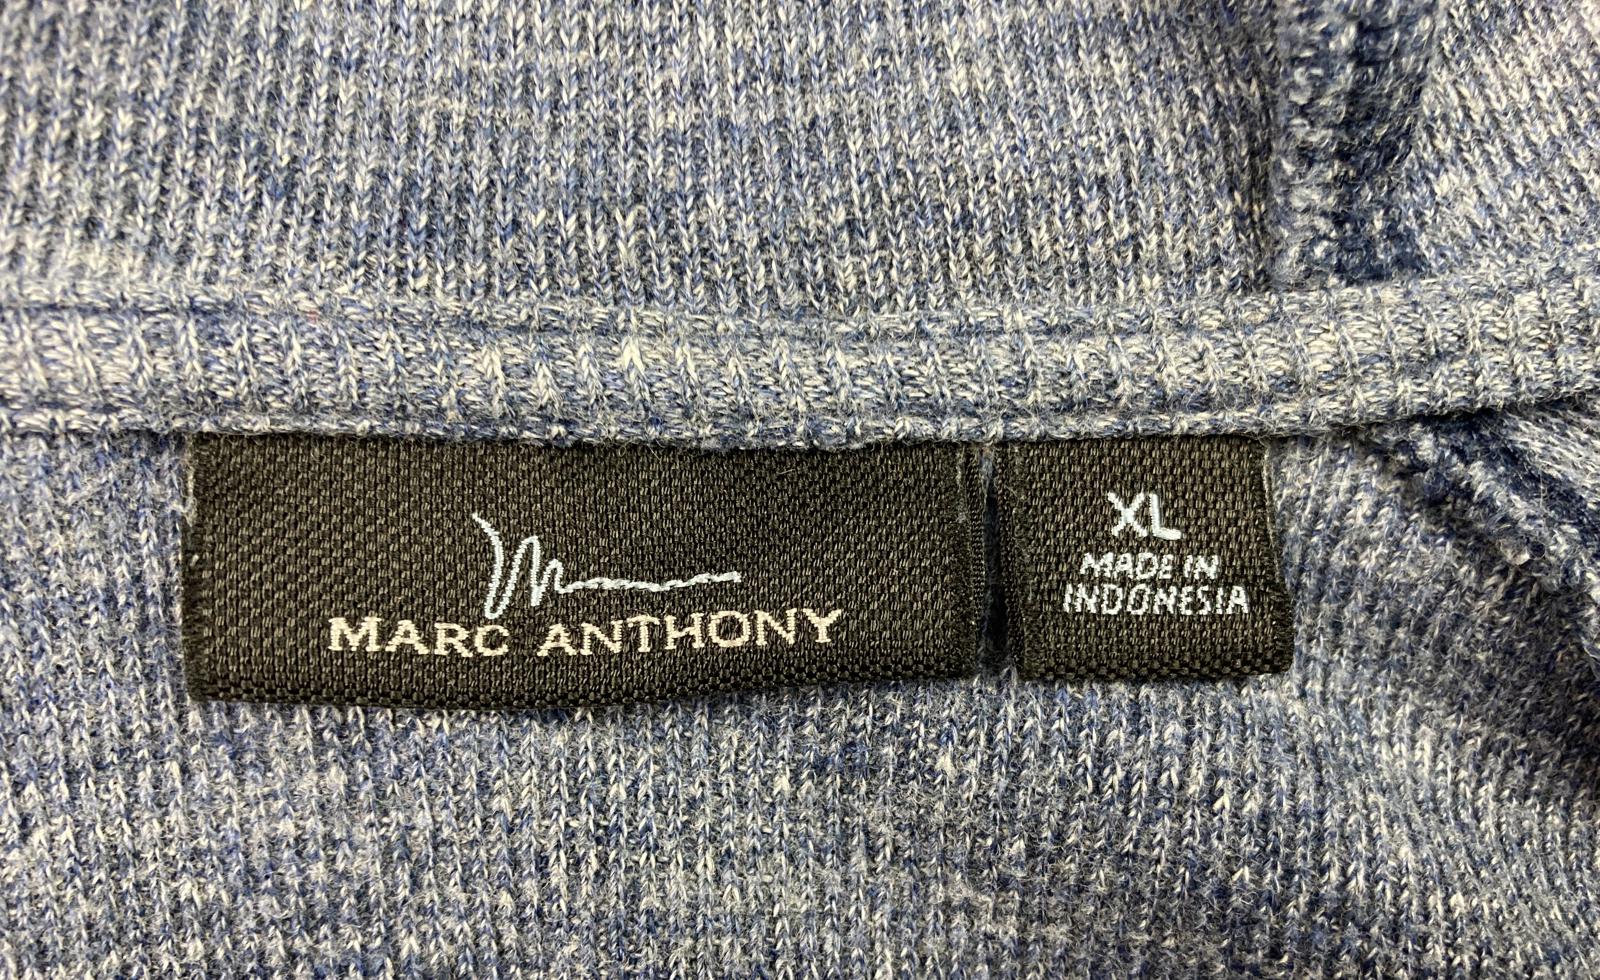 MARC ANTHONY
XL
MADE IN
INDONESIA